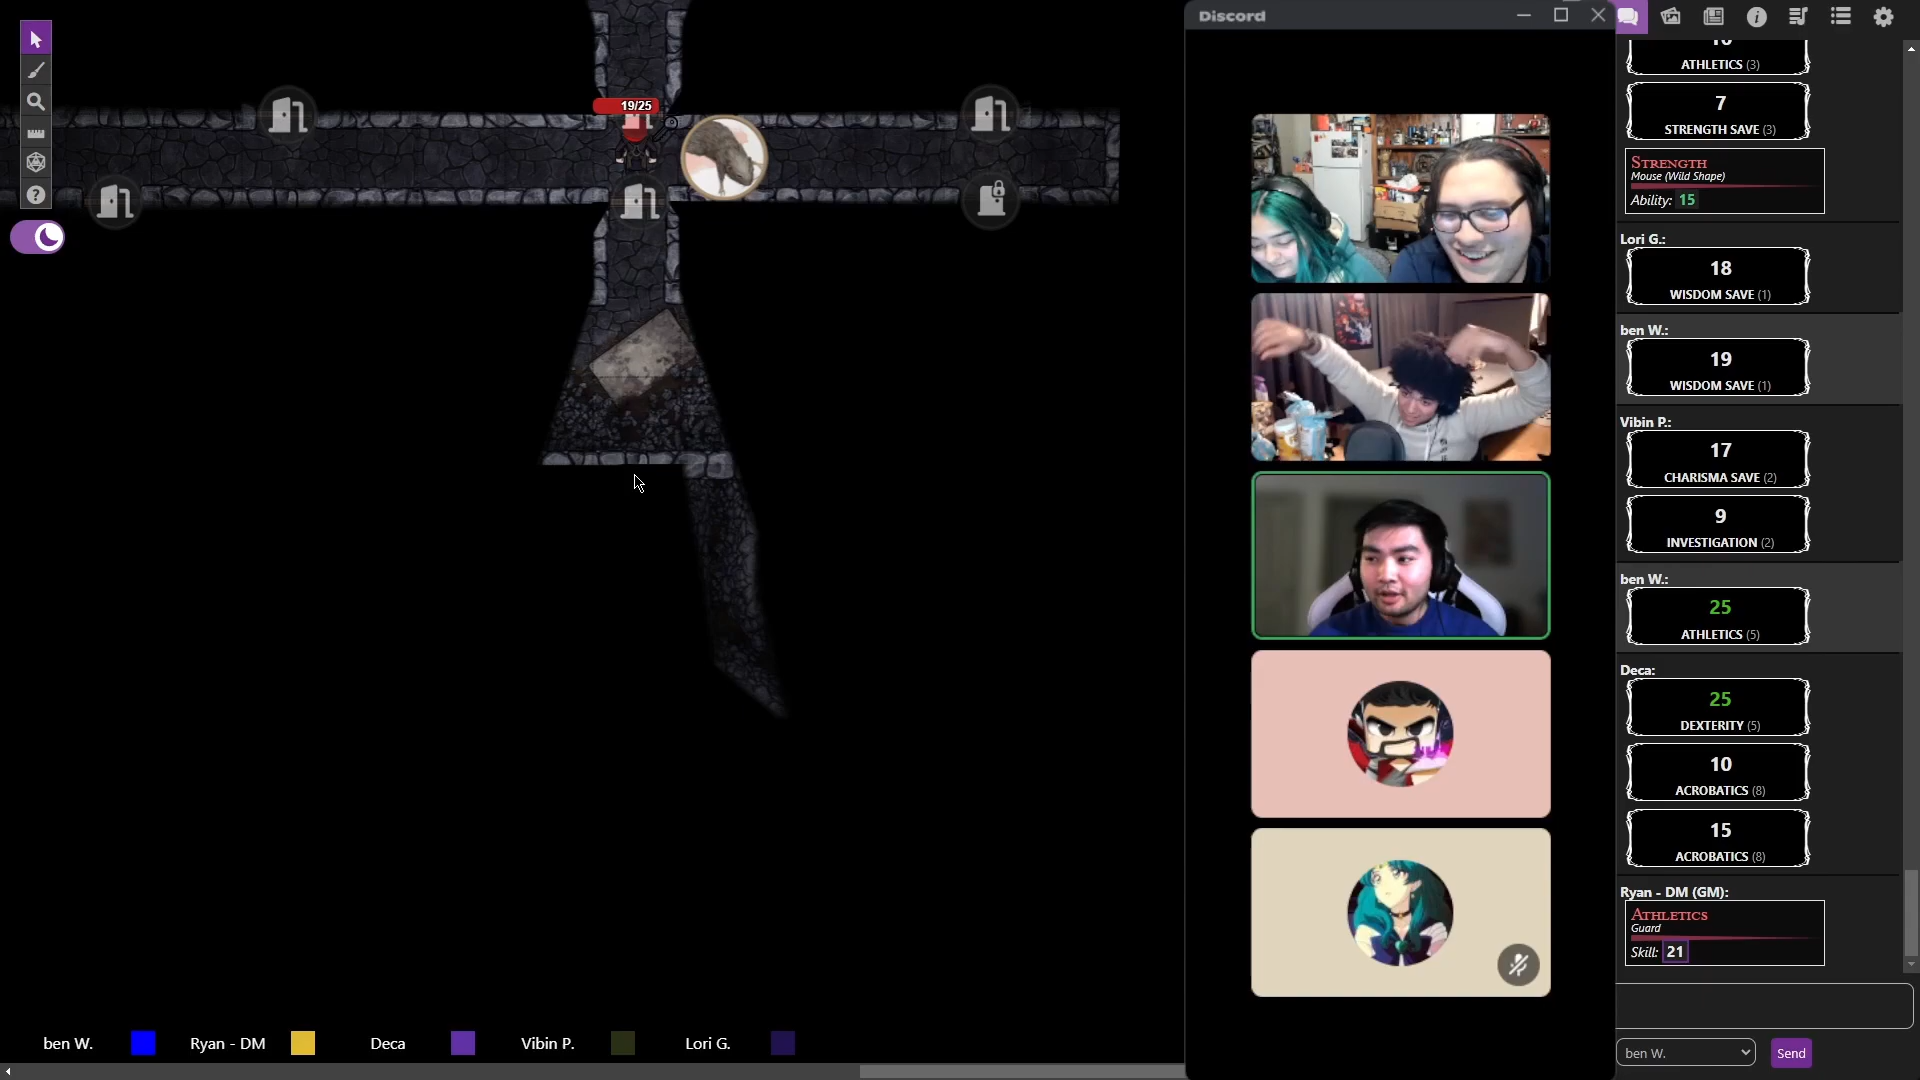 Discord
19/25
ATHLETICS (3)
7
STRENGTH SAVE (3)
STRENGTH
Mouse (Wild Shape)
Ability: 15
Lori G.:
18
WISDOM SAVE (1)
ben W.:
19
WISDOM SAVE (1)
Vibin P.:
17
CHARISMA SAVE (2)
9
INVESTIGATION (2)
ben W.:
25
ATHLETICS (5)
Deca:
25
DEXTERITY (5)
10
ACROBATICS (8)
15
ACROBATICS (8)
Ryan - DM (GM):
ATHLETICS
Guard
Skill: 21
ben W.
Send
ben W.
Ryan - DM
Deca
Vibin P.
Lori G.